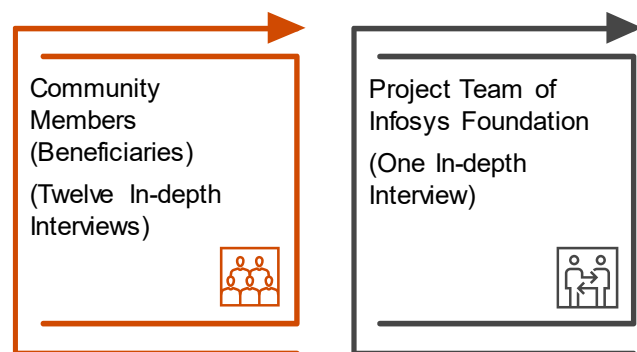 Community
Members
(Beneficiaries)
(Twelve In-depth
Interviews)
Project Team of
Infosys Foundation
(One In-depth
Interview)